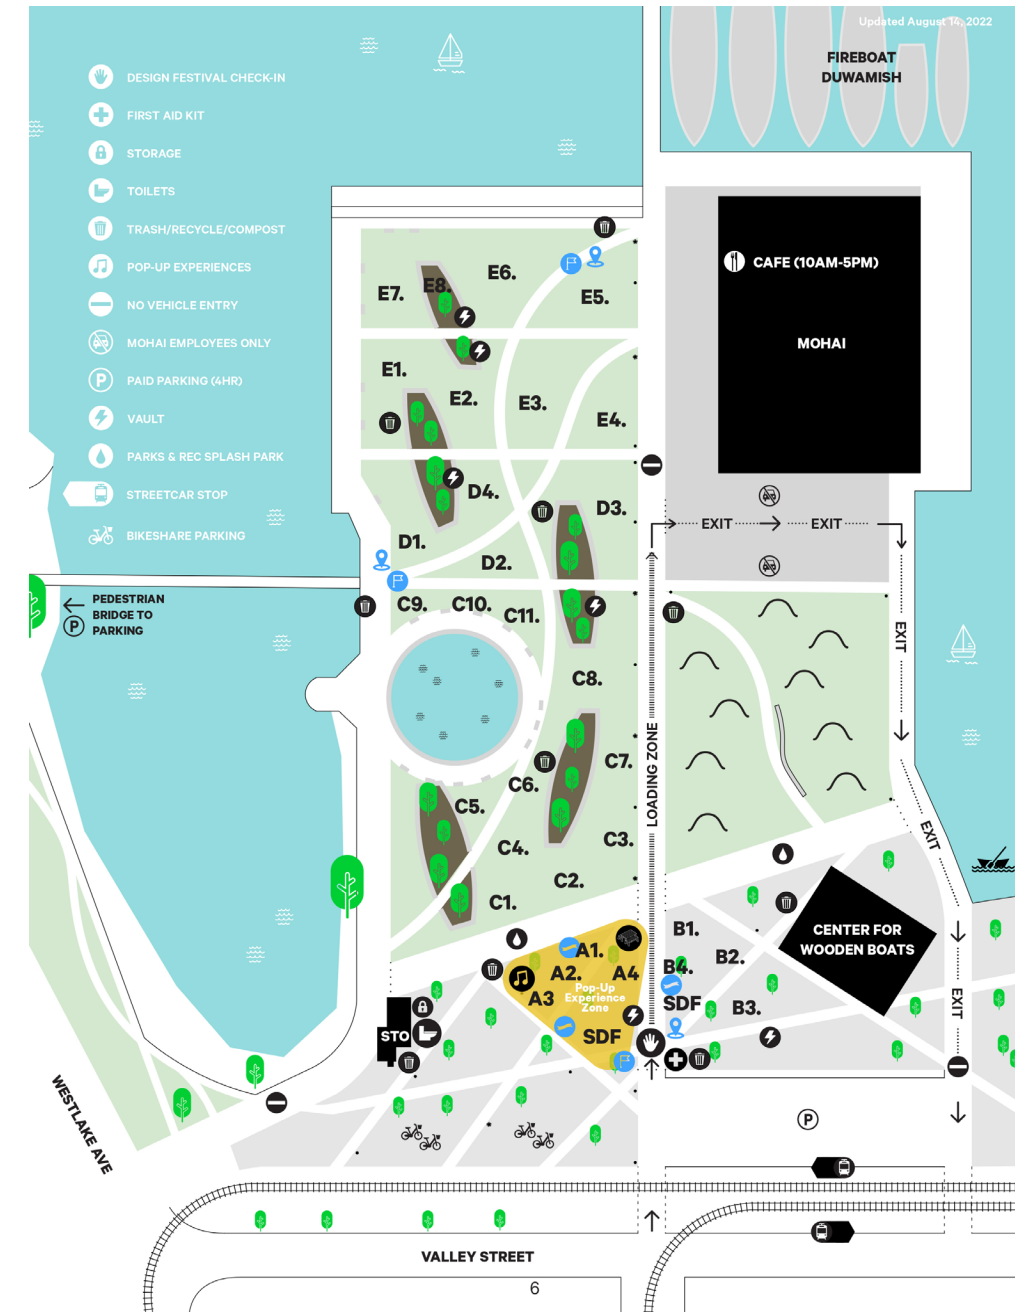 Updated August 14, 2022
FIREBOAT
DUWAMISH
DESIGN FESTIVAL CHECK-IN
FIRST AID KIT
STORAGE
TOILETS
TRASH/RECYCLE/COMPOST
POP-UP EXPERIENCES
NO VEHICLE ENTRY
MOHAI EMPLOYEES ONLY
P PAID PARKING (4HR)
VAULT
PARKS & REC SPLASH PARK
STREETCAR STOP
BIKESHARE PARKING
CAFE (10AM-5PM)
MOHAI
E6.
E7.
E8.
E5.
E1.
E2.
E3.
E4.
D4.
D3.
D1.
D2.
EXIT
EXIT
PEDESTRIAN
BRIDGE TO
PARKING
P
C9.
C10.
C11.
EXIT
C8.
C7.
C6.
C5.
C4.
C3.
C2.
C1.
LOADING ZONE
EXIT
CENTER FOR
WOODEN BOATS
B1.
B2.
B4.
SDF
B3.
A1.
A2.
A4
A3
Pop-Up
Experience
Zone
SDF
STO
EXIT
P
WESTLAKE AVE
VALLEY STREET
6